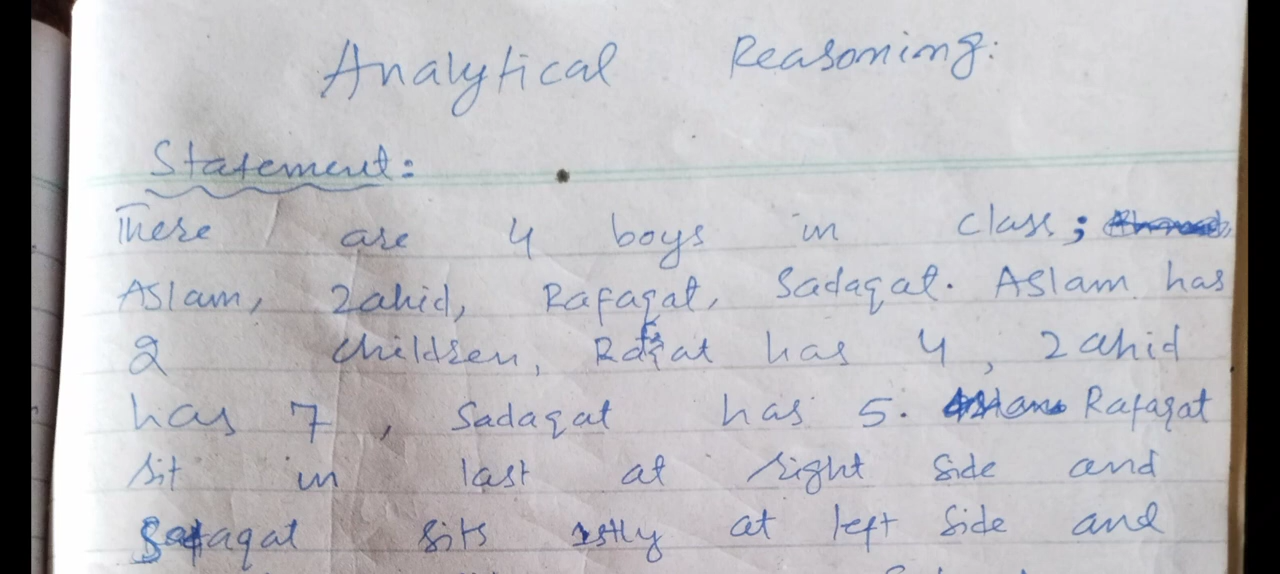 Analytical Reasoning:
Statement:
There are 4 boys in class;
Aslam, Zahid, Rafaqat, Sadaqat. Aslam has
2 children, Rafqat has 4, Zahid
has 7, Sadaqat has 5. Rafaqat
sit in last at right side and
sits 1stly at left side and